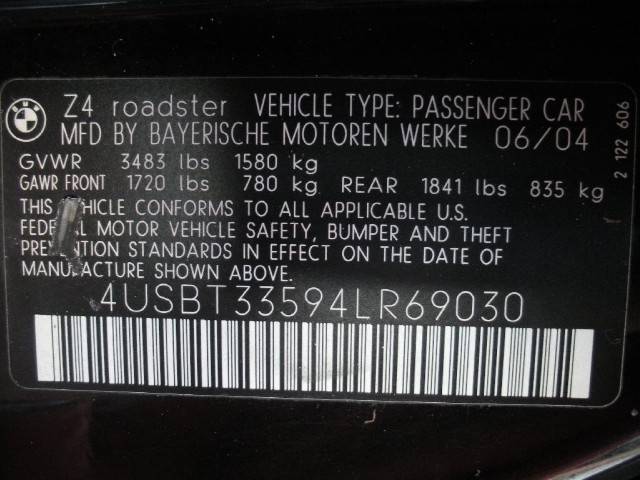 BMW
Z4 roadster VEHICLE TYPE: PASSENGER CAR
MFD BY BAYERISCHE MOTOREN WERKE 06/04
GVWR 3483 lbs 1580 kg
GAWR FRONT 1720 lbs 780 kg REAR 1841 lbs 835 kg
THIS VEHICLE CONFORMS TO ALL APPLICABLE U.S.
FEDERAL MOTOR VEHICLE SAFETY, BUMPER AND THEFT
PREVENTION STANDARDS IN EFFECT ON THE DATE OF
MANUFACTURE SHOWN ABOVE.
4USBT33594LR69030
2 122 606